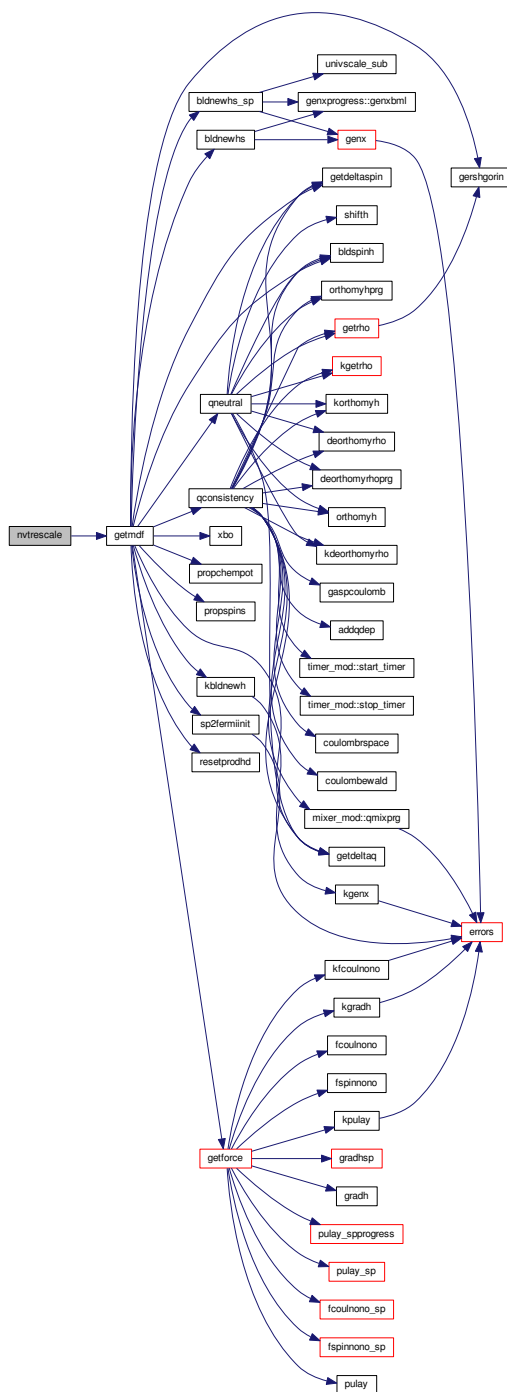 univscale_sub
bldnewhs_sp
genxprogress::genxbml
bldnewhs
genx
gershgorin
getdeltaspin
shifth
bldspinh
orthomyhprg
getrho
kgetrho
qneutral
korthomyh
deorthomyrho
deorthomyrhoprg
qconsistency
orthomyh
nvtrescale
getmdf
xbo
kdeorthomyrho
propchempot
gaspcoulomb
propspins
addqdep
timer_mod::start_timer
kbldnewh
timer_mod::stop_timer
sp2fermiinit
coulombrspace
resetprodhd
coulombewald
mixer_mod::qmixprg
getdeltaq
kgenx
errors
kfcoulnono
kgradh
fcoulnono
fspinnono
kpulay
getforce
gradhsp
gradh
pulay_spprogress
pulay_sp
fcoulnono_sp
fspinnono_sp
pulay